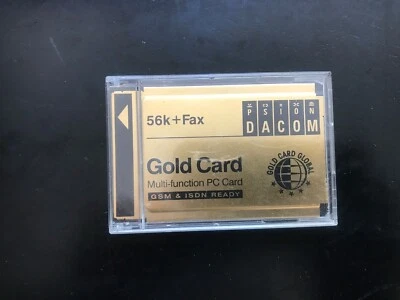 PSION
56k+Fax
DACOM
Gold Card
Multi-function PC Card
GSM & ISDN READY
GOLD CARD GLOBAL